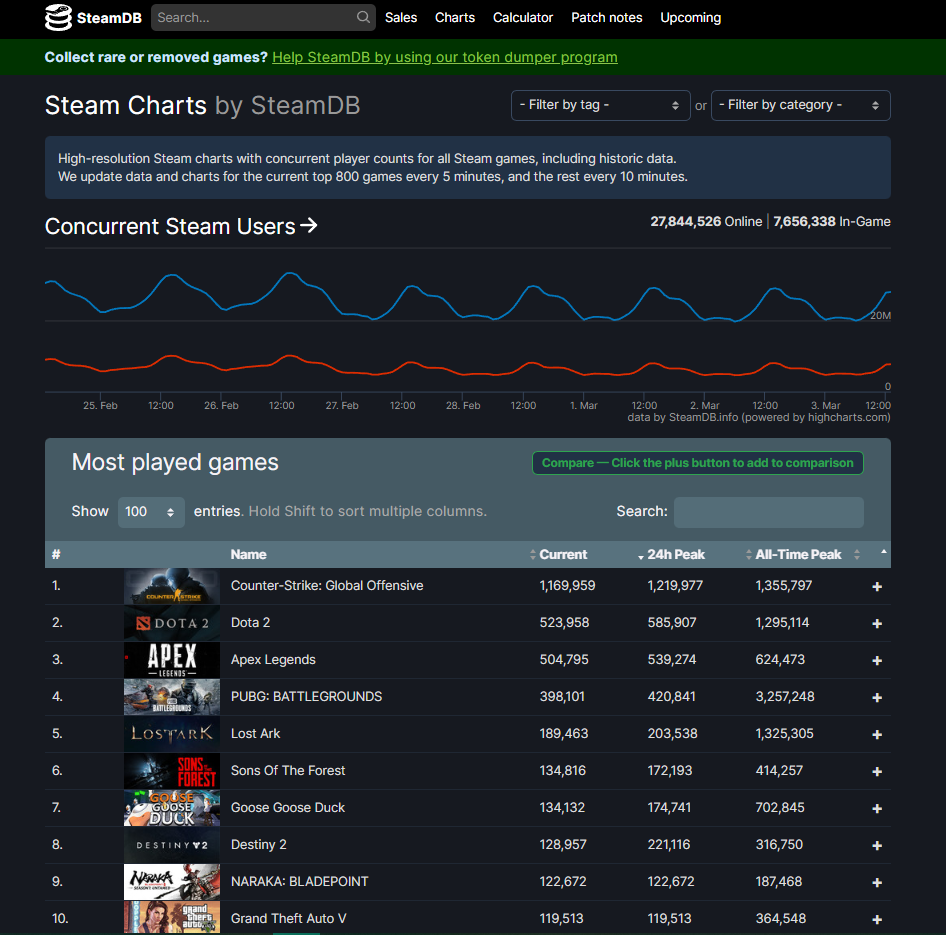 SteamDB Search... Sales Charts Calculator Patch notes Upcoming
Collect rare or removed games? Help SteamDB by using our token dumper program
Steam Charts by SteamDB - Filter by tag - or - Filter by category -
High-resolution Steam charts with concurrent player counts for all Steam games, including historic data.
We update data and charts for the current top 800 games every 5 minutes, and the rest every 10 minutes.
Concurrent Steam Users → 27,844,526 Online | 7,656,338 In-Game
20M
0
25. Feb 12:00 26. Feb 12:00 27. Feb 12:00 28. Feb 12:00 1. Mar 12:00 2. Mar 12:00 3. Mar 12:00
data by SteamDB.info (powered by highcharts.com)
Most played games Compare — Click the plus button to add to comparison
Show 100 entries. Hold Shift to sort multiple columns. Search:
# Name Current 24h Peak All-Time Peak
1. COUNTER STRIKE Counter-Strike: Global Offensive 1,169,959 1,219,977 1,355,797 +
2. DOTA 2 Dota 2 523,958 585,907 1,295,114 +
3. APEX LEGENDS Apex Legends 504,795 539,274 624,473 +
4. PUBG BATTLEGROUNDS PUBG: BATTLEGROUNDS 398,101 420,841 3,257,248 +
5. LOST ARK Lost Ark 189,463 203,538 1,325,305 +
6. SONS OF THE FOREST Sons Of The Forest 134,816 172,193 414,257 +
7. GOOSE GOOSE DUCK Goose Goose Duck 134,132 174,741 702,845 +
8. DESTINY 2 Destiny 2 128,957 221,116 316,750 +
9. NARAKA NARAKA: BLADEPOINT 122,672 122,672 187,468 +
10. grand theft auto V Grand Theft Auto V 119,513 119,513 364,548 +